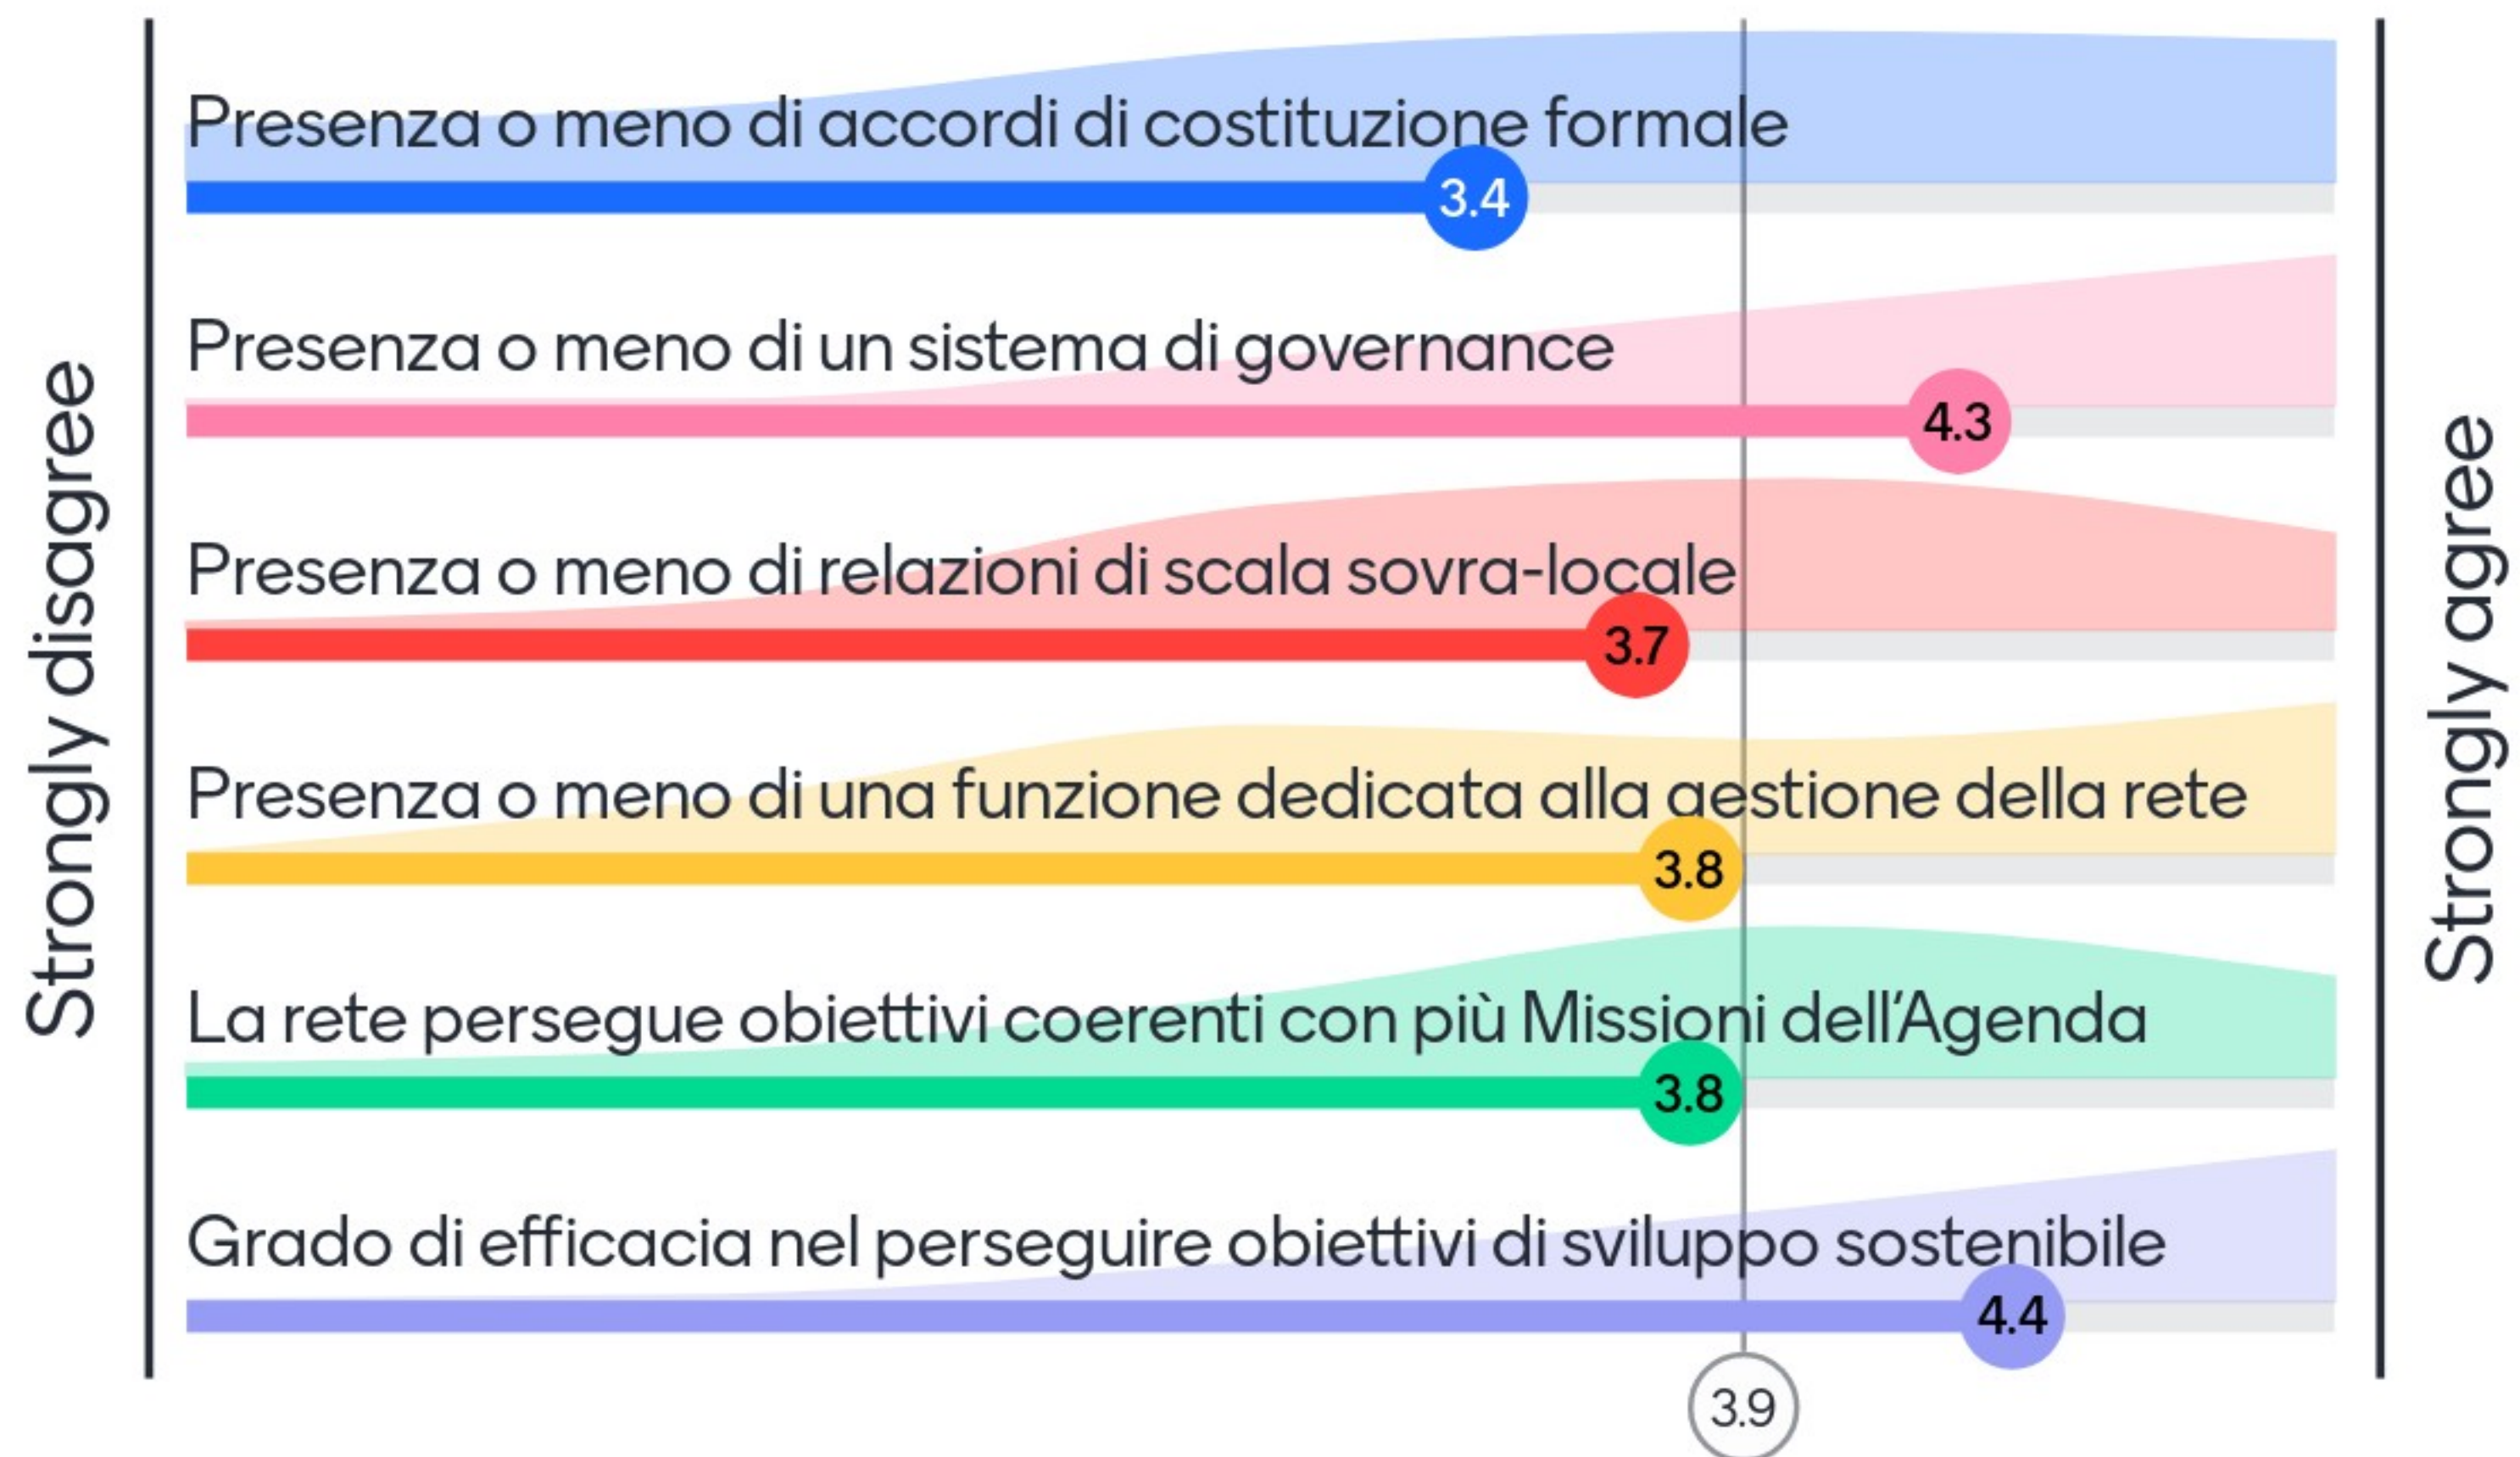 Strongly disagree
Presenza o meno di accordi di costituzione formale
3.4
Presenza o meno di un sistema di governance
4.3
Presenza o meno di relazioni di scala sovra-locale
3.7
Presenza o meno di una funzione dedicata alla gestione della rete
3.8
La rete persegue obiettivi coerenti con più Missioni dell'Agenda
3.8
Grado di efficacia nel perseguire obiettivi di sviluppo sostenibile
4.4
3.9
Strongly agree